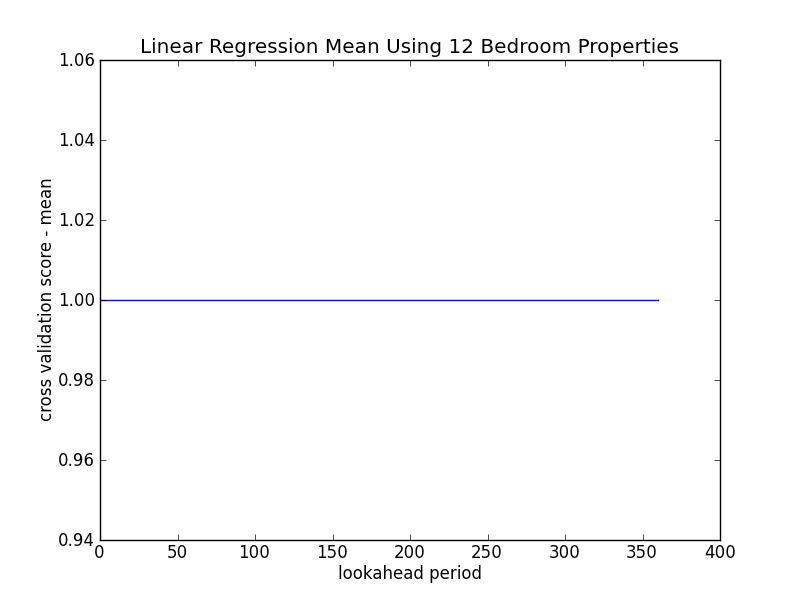 Linear Regression Mean Using 12 Bedroom Properties
1.06
1.04
1.02
1.00
0.98
0.96
0.94
cross validation score - mean
0 50 100 150 200 250 300 350 400
lookahead period